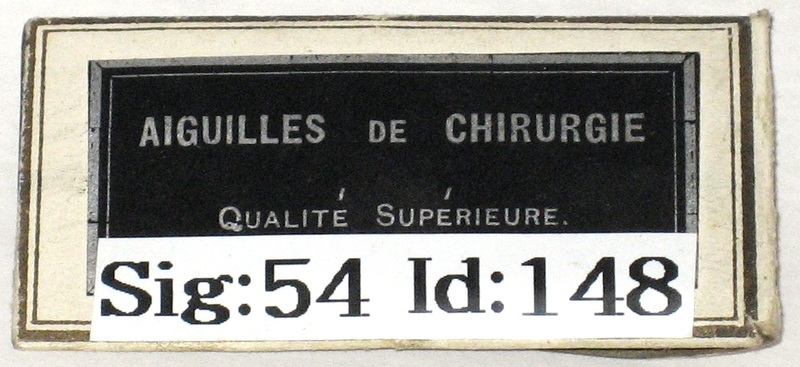 AIGUILLES DE CHIRURGIE
QUALITÉ SUPÉRIEURE.
Sig:54 Id:148